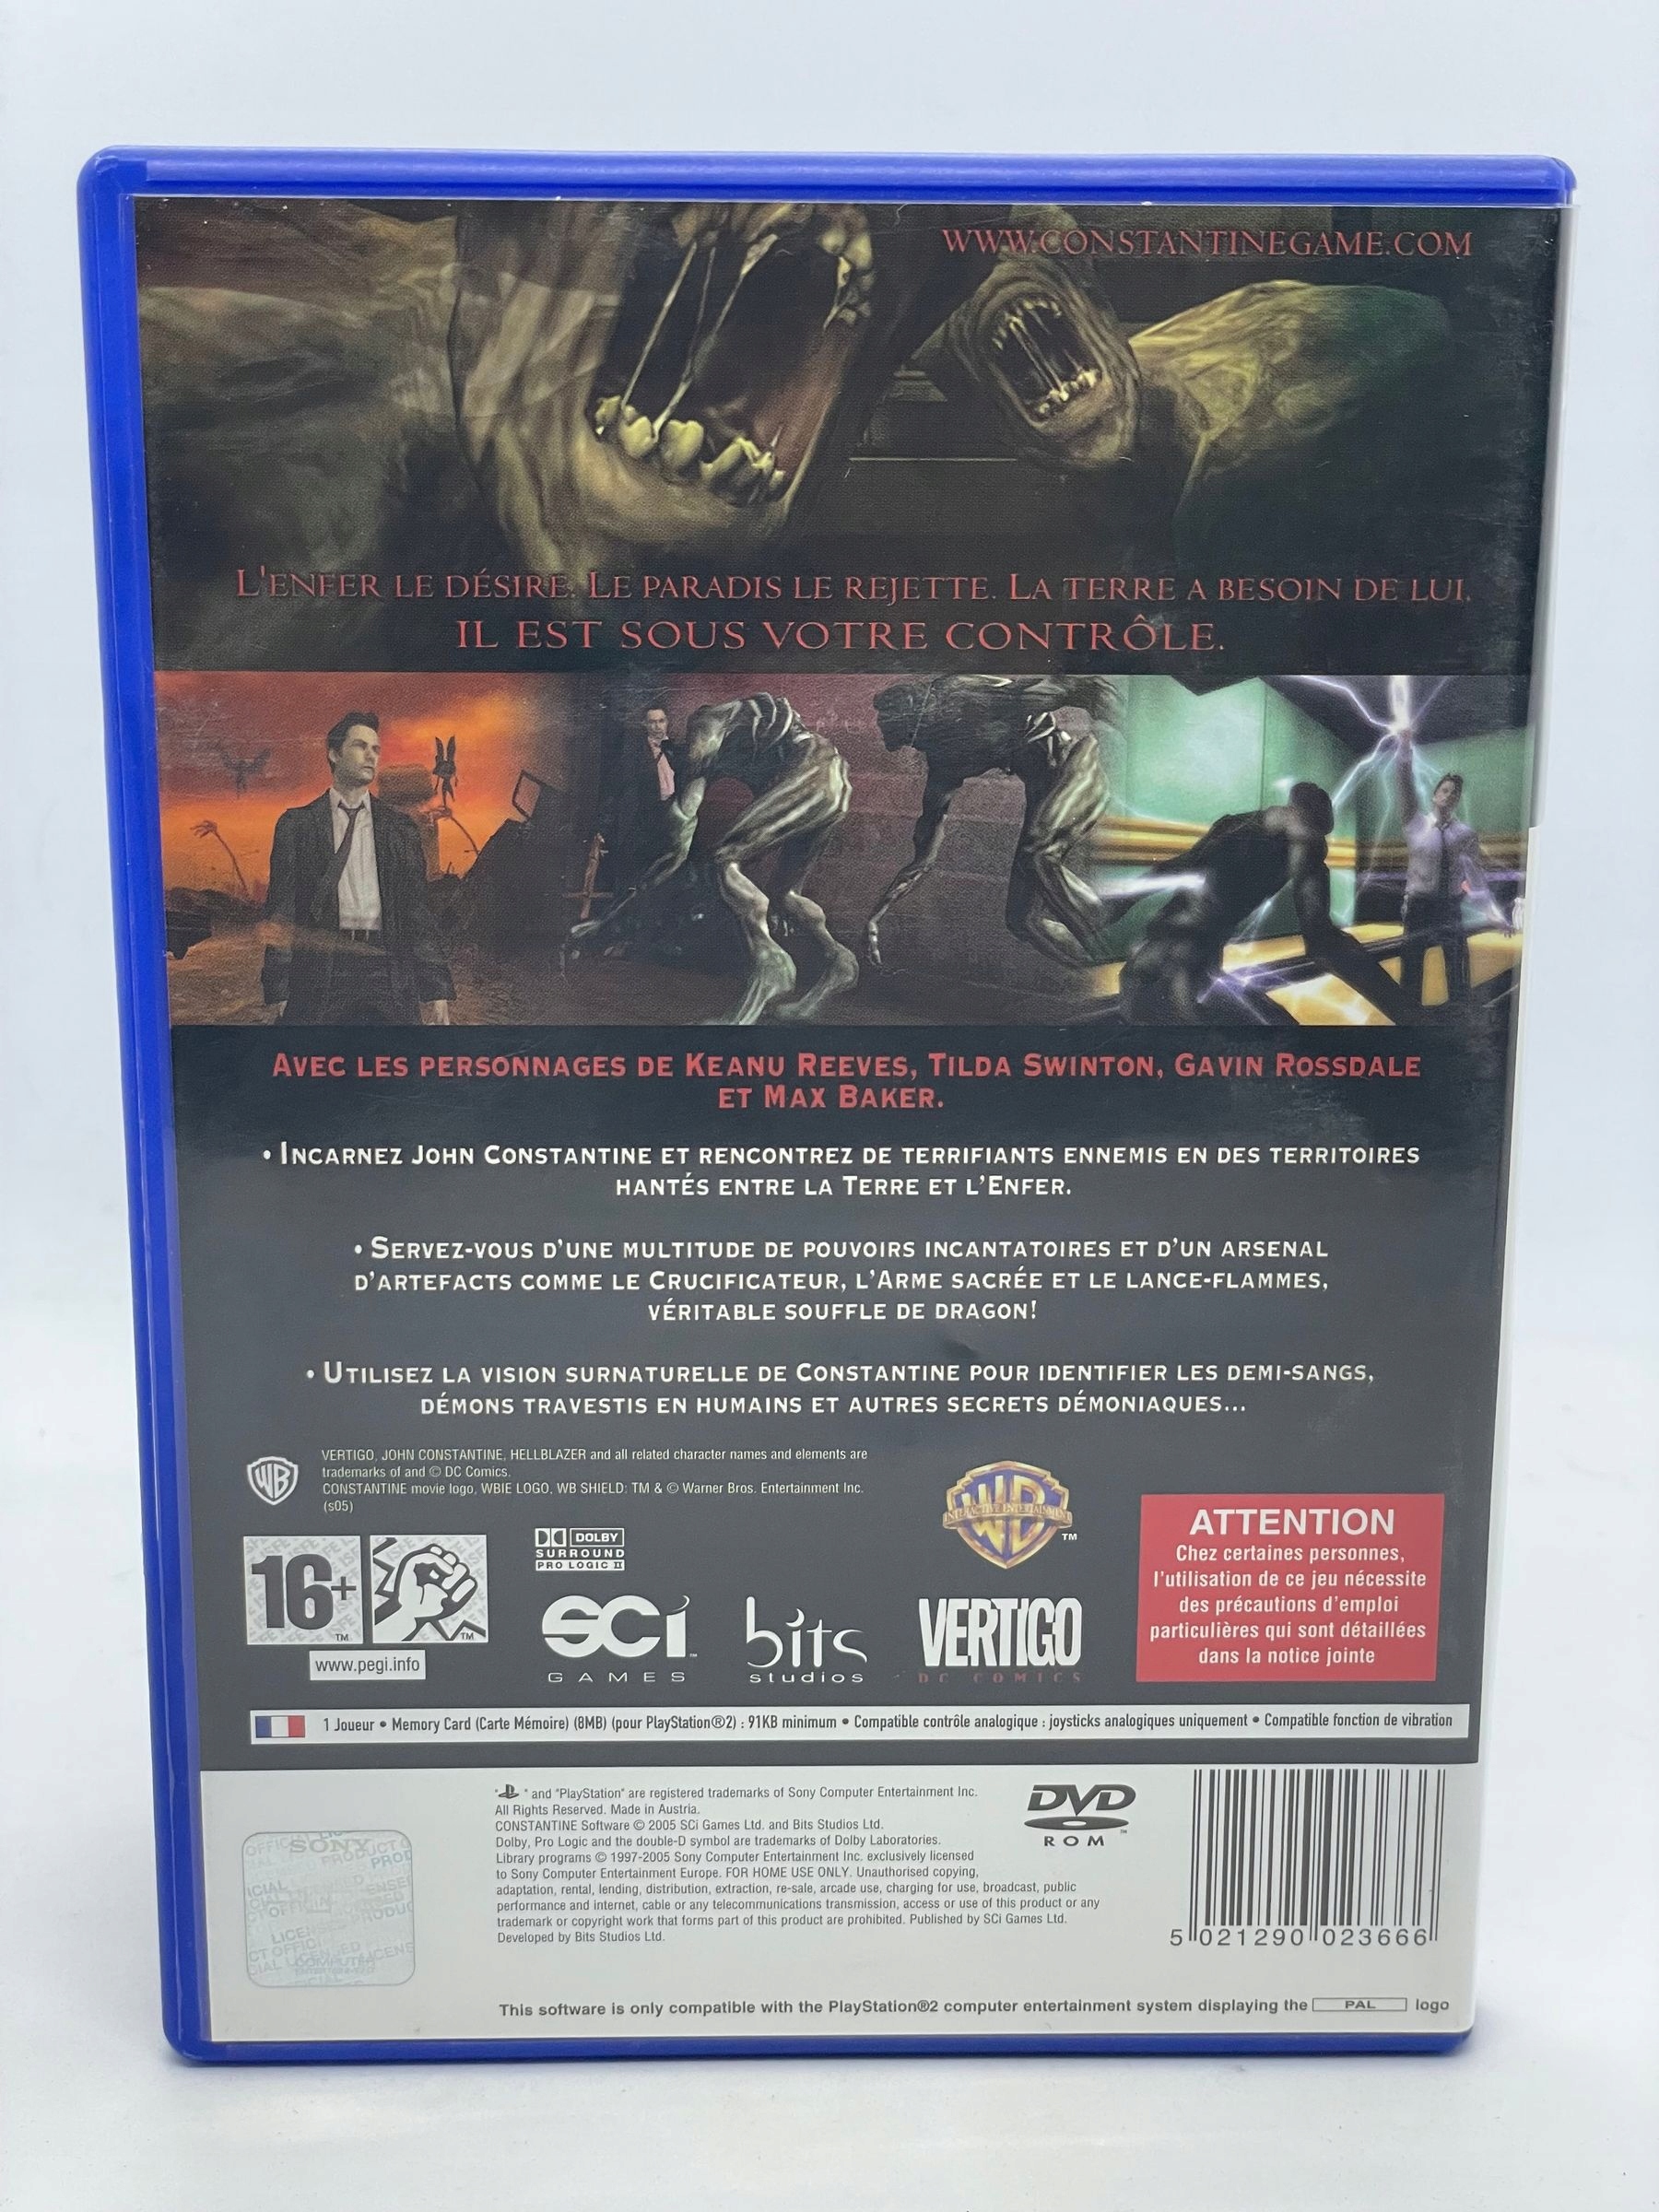 WWW.CONSTANTINEGAME.COM
L'ENFER LE DÉSIRE. LE PARADIS LE REJETTE. LA TERRE A BESOIN DE LUI.
IL EST SOUS VOTRE CONTRÔLE.
AVEC LES PERSONNAGES DE KEANU REEVES, TILDA SWINTON, GAVIN ROSSDALE
ET MAX BAKER.
• INCARNEZ JOHN CONSTANTINE ET RENCONTREZ DE TERRIFIANTS ENNEMIS EN DES TERRITOIRES
HANTÉS ENTRE LA TERRE ET L'ENFER.
• SERVEZ-VOUS D'UNE MULTITUDE DE POUVOIRS INCANTATOIRES ET D'UN ARSENAL
D'ARTEFACTS COMME LE CRUCIFICATEUR, L'ARME SACRÉE ET LE LANCE-FLAMMES,
VÉRITABLE SOUFFLE DE DRAGON!
• UTILISEZ LA VISION SURNATURELLE DE CONSTANTINE POUR IDENTIFIER LES DEMI-SANGS,
DÉMONS TRAVESTIS EN HUMAINS ET AUTRES SECRETS DÉMONIAQUES...
VERTIGO, JOHN CONSTANTINE, HELLBLAZER and all related character names and elements are
trademarks of and © DC Comics.
CONSTANTINE movie logo, WBIE LOGO, WB SHIELD: TM & © Warner Bros. Entertainment Inc.
(s05)
WB
INTERACTIVE ENTERTAINMENT
TM
ATTENTION
Chez certaines personnes,
l'utilisation de ce jeu nécessite
des précautions d'emploi
particulières qui sont détaillées
dans la notice jointe
16+
TM
TM
www.pegi.info
DOLBY
SURROUND
PRO LOGIC II
SCi
GAMES
bits
studios
VERTIGO
DC COMICS
1 Joueur • Memory Card (Carte Mémoire) (8MB) (pour PlayStation®2) : 91KB minimum • Compatible contrôle analogique : joysticks analogiques uniquement • Compatible fonction de vibration
" " and "PlayStation" are registered trademarks of Sony Computer Entertainment Inc.
All Rights Reserved. Made in Austria.
CONSTANTINE Software © 2005 SCi Games Ltd. and Bits Studios Ltd.
Dolby, Pro Logic and the double-D symbol are trademarks of Dolby Laboratories.
Library programs © 1997-2005 Sony Computer Entertainment Inc. exclusively licensed
to Sony Computer Entertainment Europe. FOR HOME USE ONLY. Unauthorised copying,
adaptation, rental, lending, distribution, extraction, re-sale, arcade use, charging for use, broadcast, public
performance and internet, cable or any telecommunications transmission, access or use of this product or any
trademark or copyright work that forms part of this product are prohibited. Published by SCi Games Ltd.
Developed by Bits Studios Ltd.
DVD
ROM
5 021290 023666
SONY
This software is only compatible with the PlayStation®2 computer entertainment system displaying the PAL logo